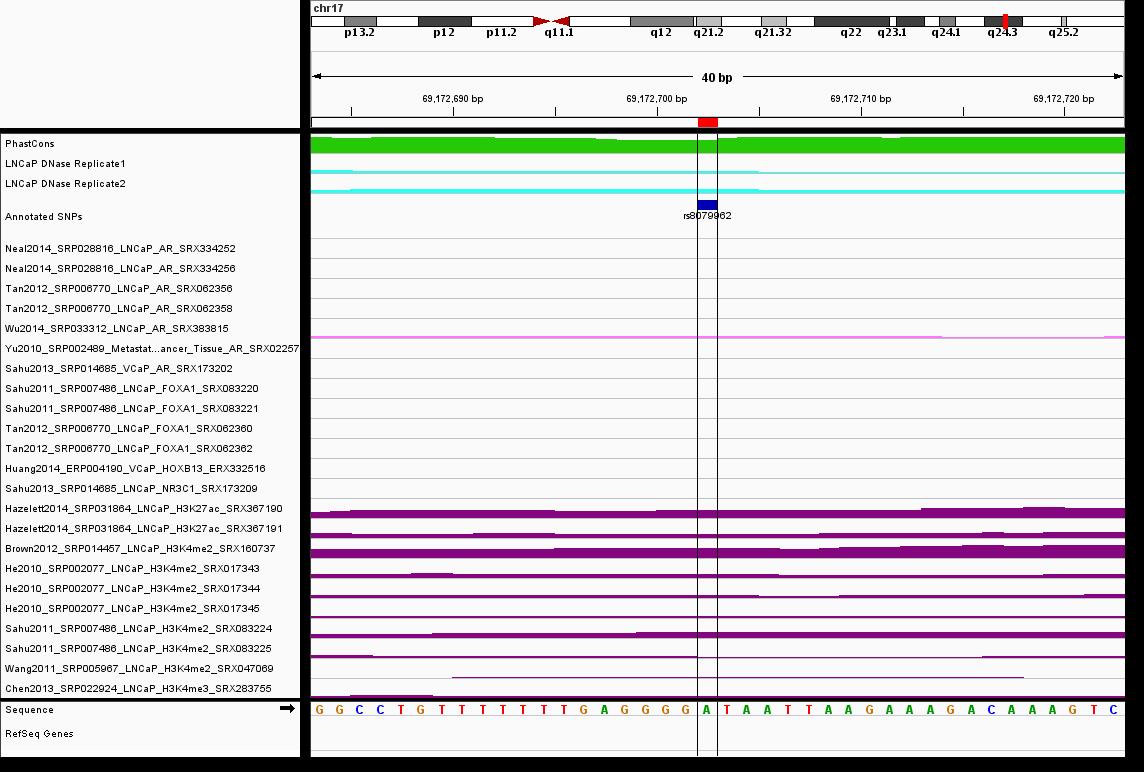 chr17
p13.2 p12 p11.2 q11.1 q12 q21.2 q21.32 q22 q23.1 q24.1 q24.3 q25.2
40 bp
69,172,690 bp 69,172,700 bp 69,172,710 bp 69,172,720 bp
PhastCons
LNCaP DNase Replicate1
LNCaP DNase Replicate2
Annotated SNPs
rs8079962
Neal2014_SRP028816_LNCaP_AR_SRX334252
Neal2014_SRP028816_LNCaP_AR_SRX334256
Tan2012_SRP006770_LNCaP_AR_SRX062356
Tan2012_SRP006770_LNCaP_AR_SRX062358
Wu2014_SRP033312_LNCaP_AR_SRX383815
Yu2010_SRP002489_Metastat...ancer_Tissue_AR_SRX02257
Sahu2013_SRP014685_VCaP_AR_SRX173202
Sahu2011_SRP007486_LNCaP_FOXA1_SRX083220
Sahu2011_SRP007486_LNCaP_FOXA1_SRX083221
Tan2012_SRP006770_LNCaP_FOXA1_SRX062360
Tan2012_SRP006770_LNCaP_FOXA1_SRX062362
Huang2014_ERP004190_VCaP_HOXB13_ERX332516
Sahu2013_SRP014685_LNCaP_NR3C1_SRX173209
Hazelett2014_SRP031864_LNCaP_H3K27ac_SRX367190
Hazelett2014_SRP031864_LNCaP_H3K27ac_SRX367191
Brown2012_SRP014457_LNCaP_H3K4me2_SRX160737
He2010_SRP002077_LNCaP_H3K4me2_SRX017343
He2010_SRP002077_LNCaP_H3K4me2_SRX017344
He2010_SRP002077_LNCaP_H3K4me2_SRX017345
Sahu2011_SRP007486_LNCaP_H3K4me2_SRX083224
Sahu2011_SRP007486_LNCaP_H3K4me2_SRX083225
Wang2011_SRP005967_LNCaP_H3K4me2_SRX047069
Chen2013_SRP022924_LNCaP_H3K4me3_SRX283755
Sequence G G C C T G T T T T T T T G A G G G G A T A A T T A A G A A A G A C A A A G T C
RefSeq Genes